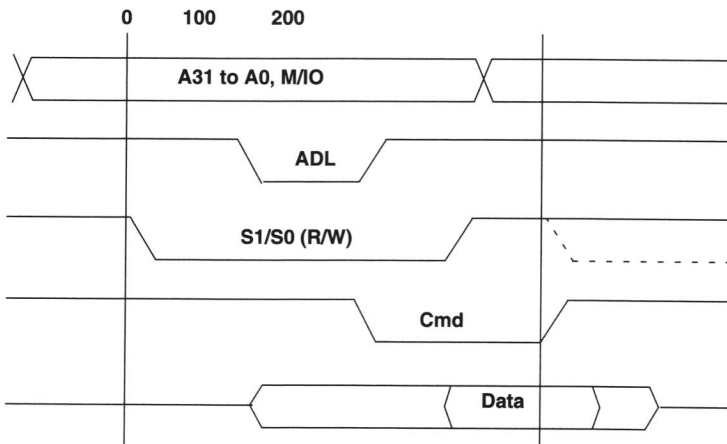 0 100 200
A31 to A0, M/IO
ADL
S1/S0 (R/W)
Cmd
Data